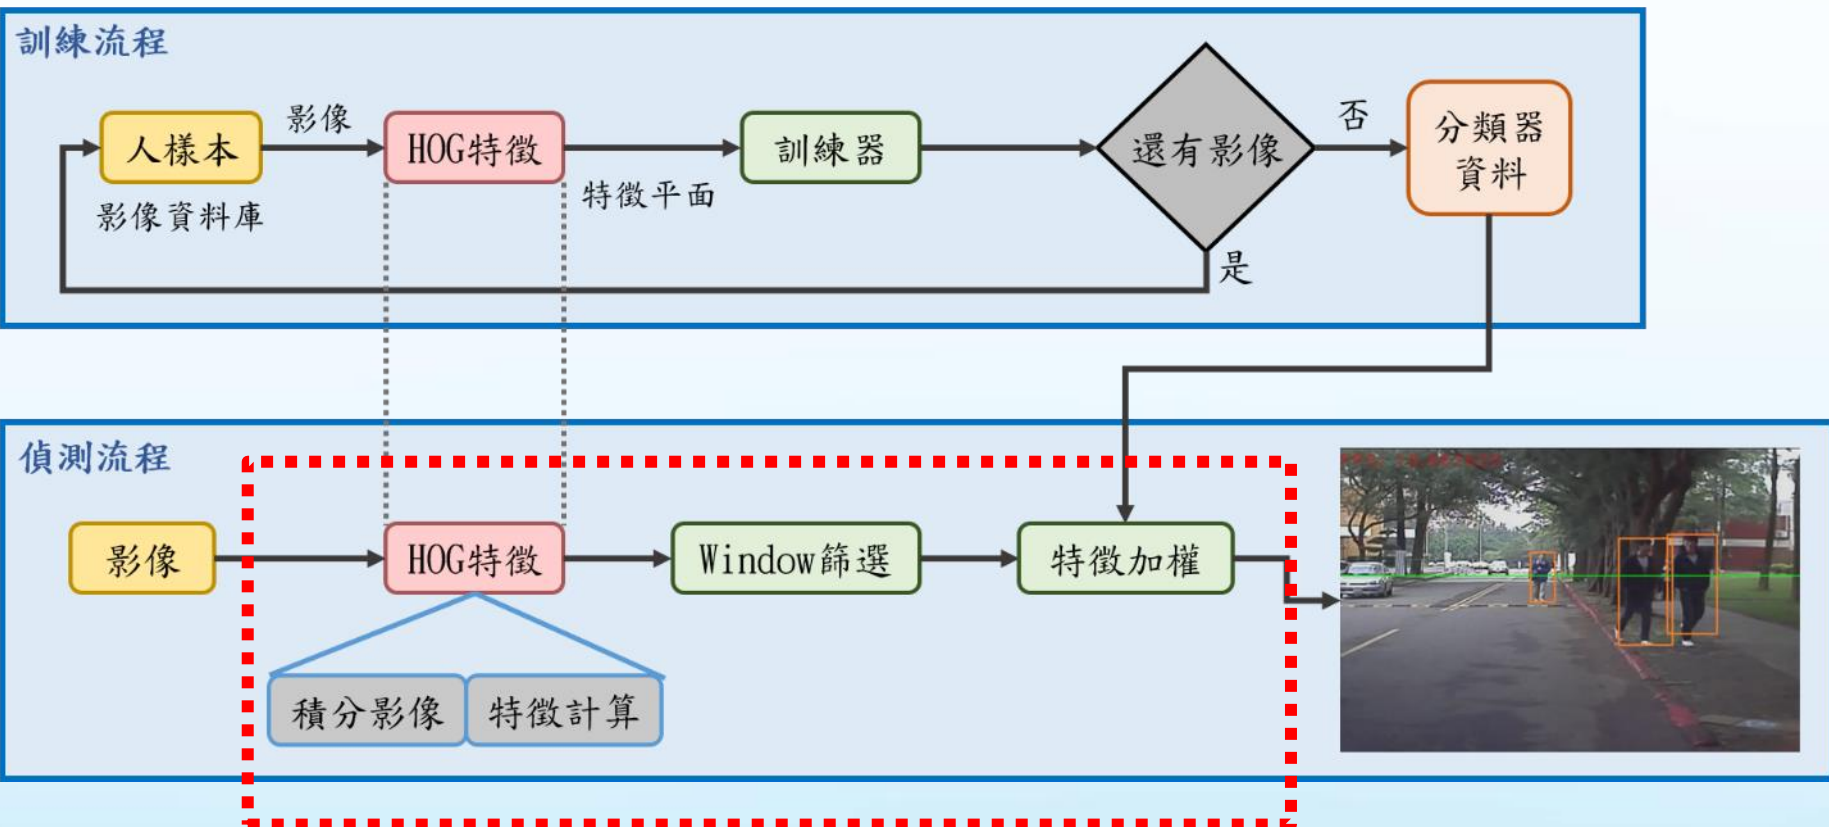 訓練流程
人樣本
影像
HOG特徵
訓練器
還有影像
否
分類器
資料
影像資料庫
特徵平面
是
偵測流程
影像
HOG特徵
Window篩選
特徵加權
積分影像
特徵計算